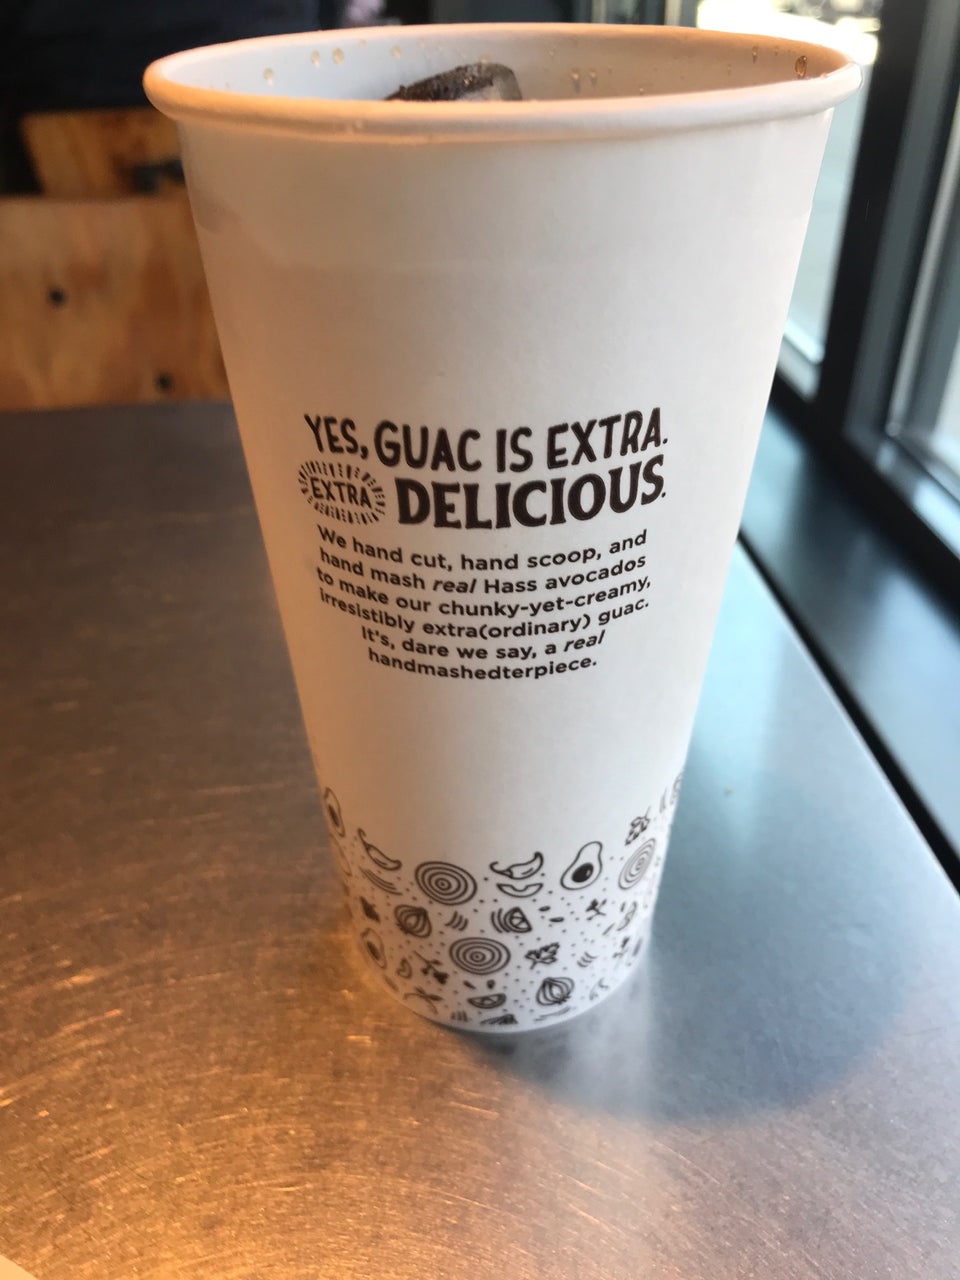 YES, GUAC IS EXTRA.
EXTRA DELICIOUS.
We hand cut, hand scoop, and
hand mash real Hass avocados
to make our chunky-yet-creamy,
irresistibly extra(ordinary) guac.
It's, dare we say, a real
handmashedterpiece.